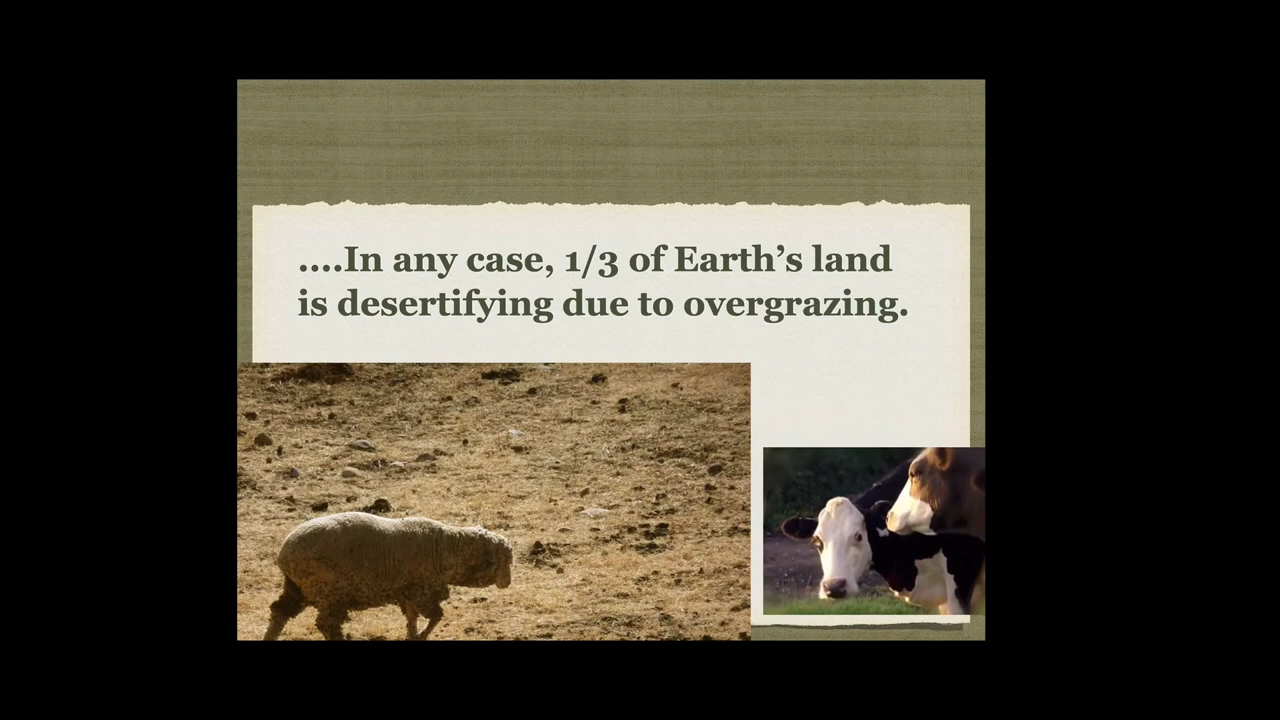 ....In any case, 1/3 of Earth's land
is desertifying due to overgrazing.